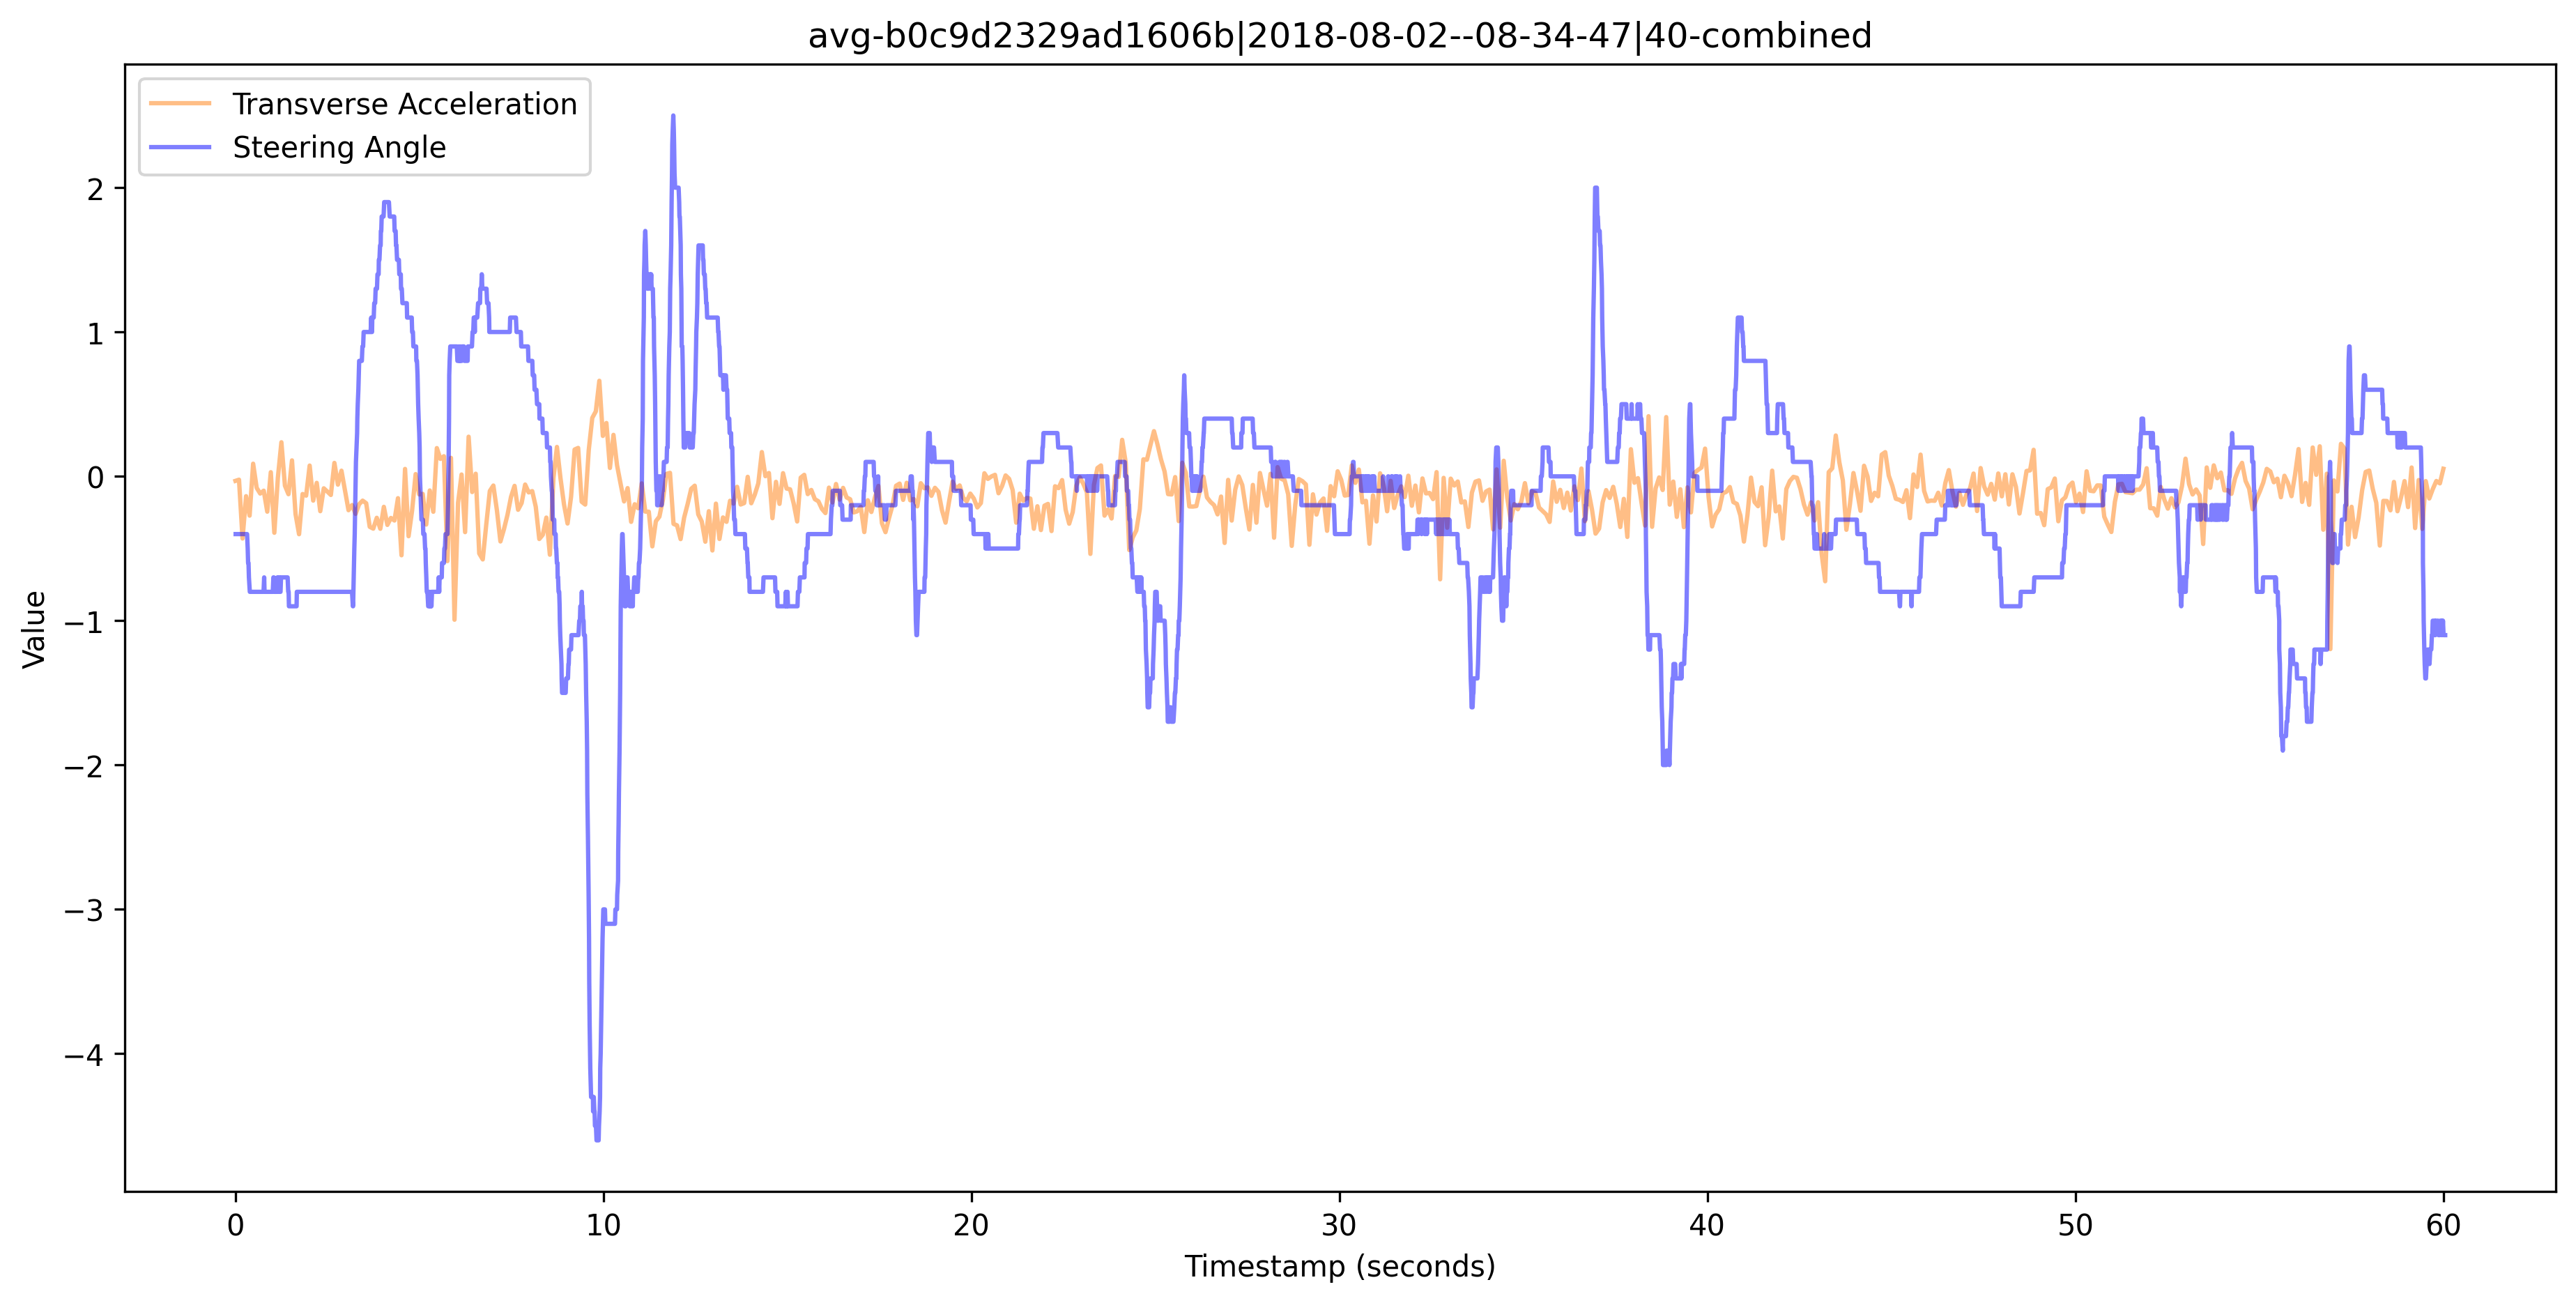 avg-b0c9d2329ad1606b|2018-08-02--08-34-47|40-combined
Transverse Acceleration
Steering Angle
Value
2
1
0
−1
−2
−3
−4
0 10 20 30 40 50 60
Timestamp (seconds)